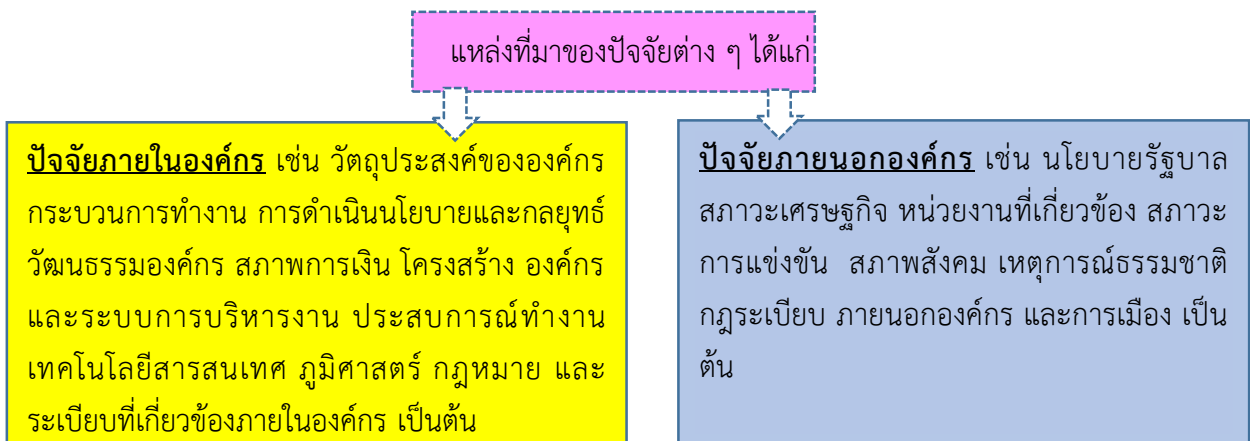 แหล่งที่มาของปัจจัยต่าง ๆ ได้แก่
ปัจจัยภายในองค์กร เช่น วัตถุประสงค์ขององค์กร
กระบวนการทำงาน การดำเนินนโยบายและกลยุทธ์
วัฒนธรรมองค์กร สภาพการเงิน โครงสร้าง องค์กร
และระบบการบริหารงาน ประสบการณ์ทำงาน
เทคโนโลยีสารสนเทศ ภูมิศาสตร์ กฎหมาย และ
ระเบียบที่เกี่ยวข้องภายในองค์กร เป็นต้น
ปัจจัยภายนอกองค์กร เช่น นโยบายรัฐบาล
สภาวะเศรษฐกิจ หน่วยงานที่เกี่ยวข้อง สภาวะ
การแข่งขัน สภาพสังคม เหตุการณ์ธรรมชาติ
กฎระเบียบ ภายนอกองค์กร และการเมือง เป็น
ต้น